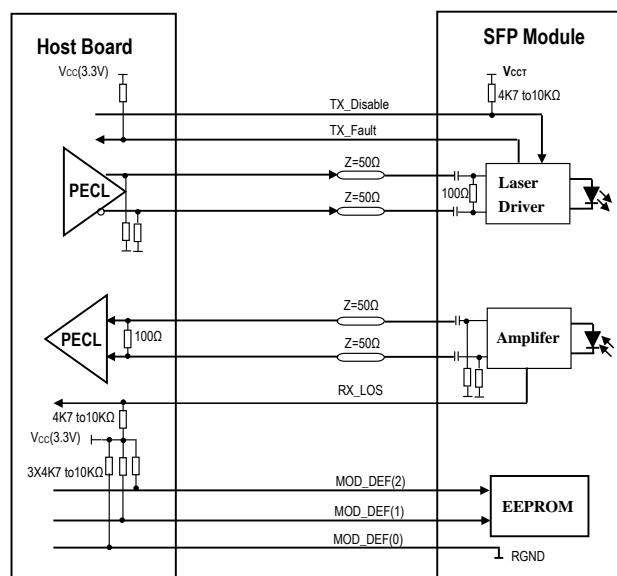 Host Board
SFP Module
Vcc(3.3V)
VCCT
4K7 to10KΩ
TX_Disable
TX_Fault
Z=50Ω
PECL
100Ω
Laser
Driver
Z=50Ω
Z=50Ω
PECL
100Ω
Amplifer
Z=50Ω
RX_LOS
4K7 to10KΩ
Vcc(3.3V)
3X4K7 to10KΩ
MOD_DEF(2)
EEPROM
MOD_DEF(1)
MOD_DEF(0)
RGND